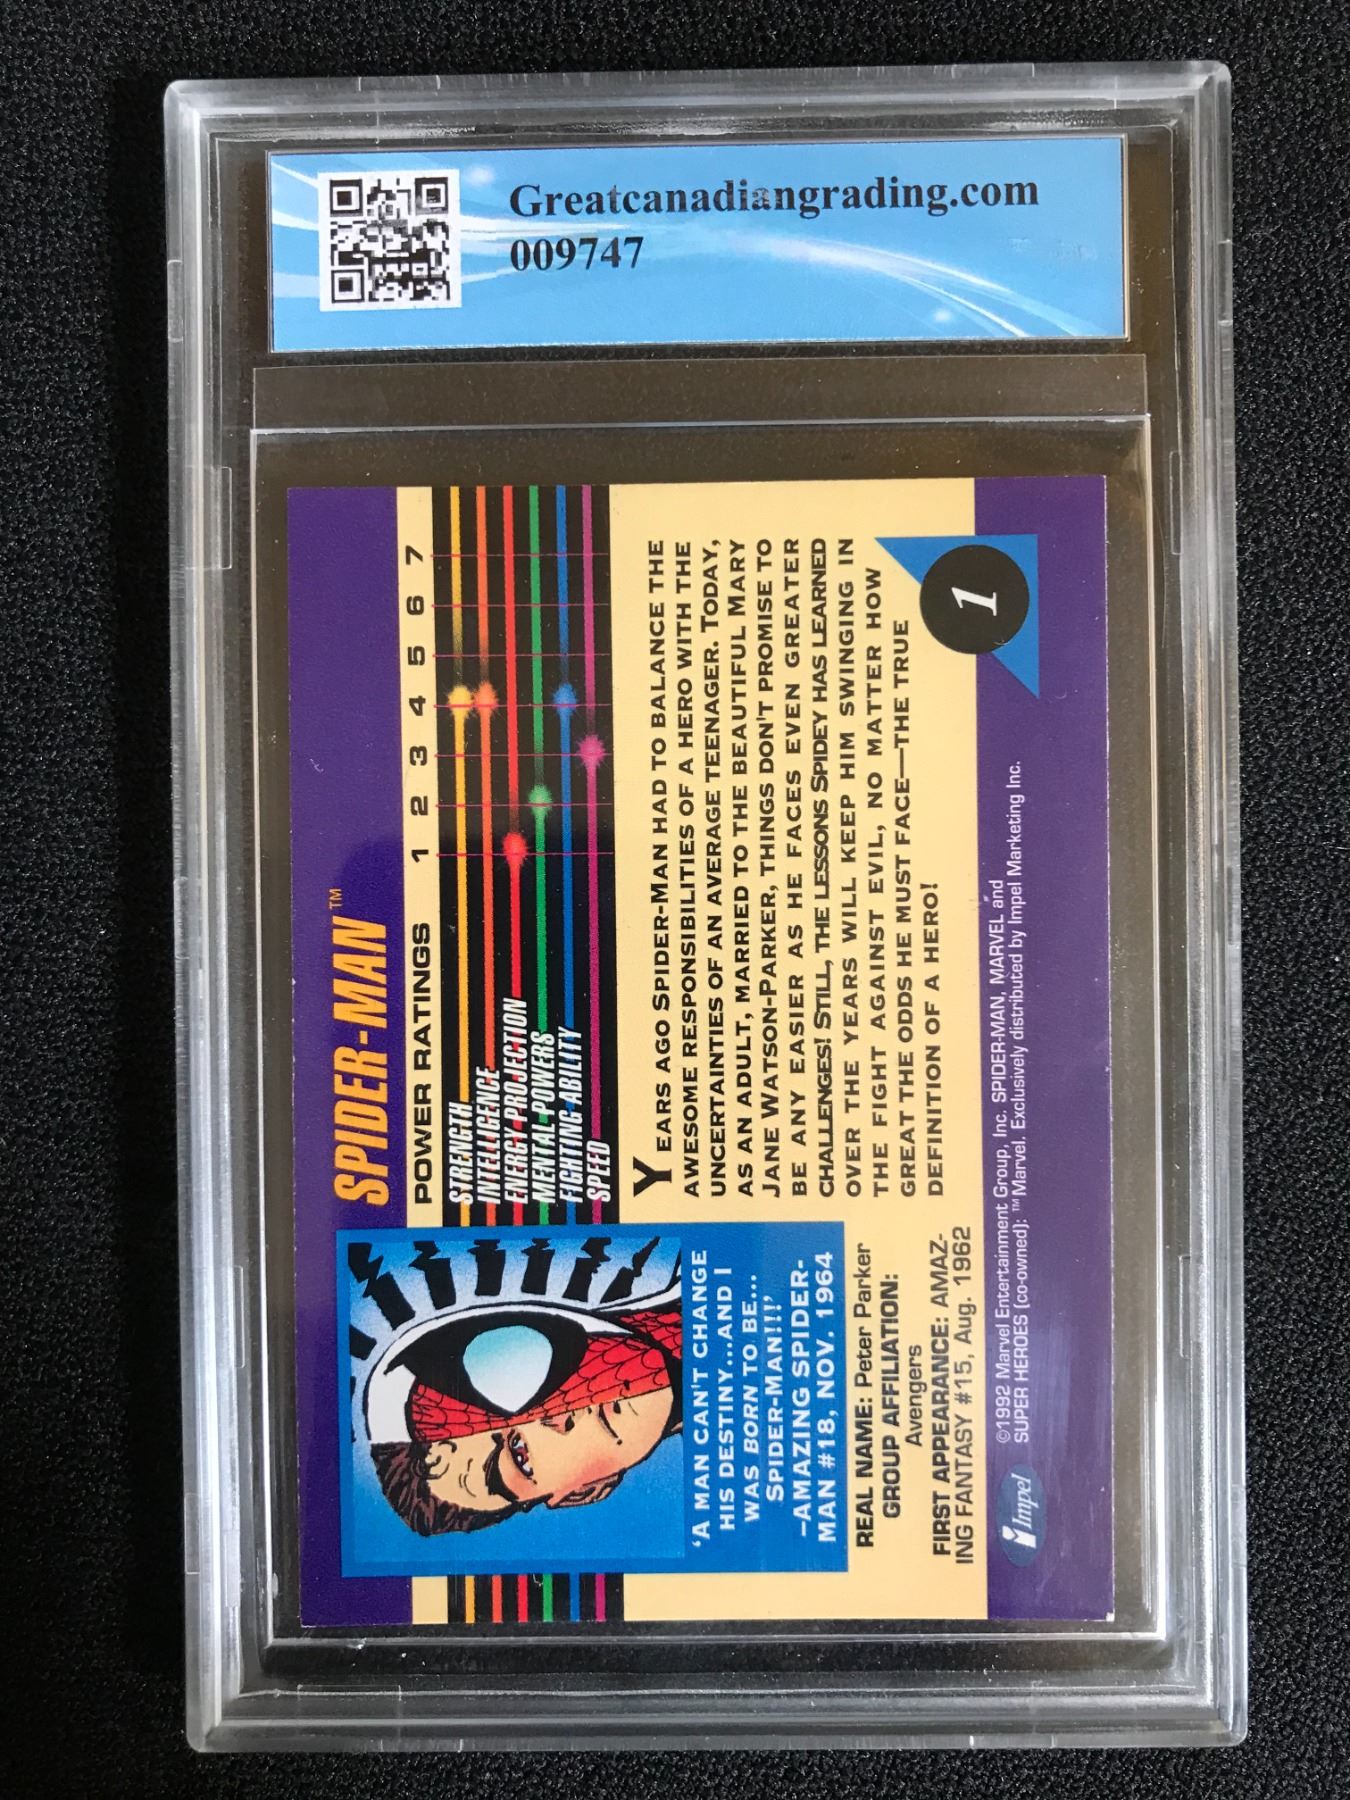 Greatcanadiangrading.com
009747
SPIDER-MAN™
POWER RATINGS 1 2 3 4 5 6 7
STRENGTH
INTELLIGENCE
ENERGY PROJECTION
MENTAL POWERS
FIGHTING ABILITY
SPEED
YEARS AGO SPIDER-MAN HAD TO BALANCE THE
AWESOME RESPONSIBILITIES OF A HERO WITH THE
UNCERTAINTIES OF AN AVERAGE TEENAGER. TODAY,
AS AN ADULT, MARRIED TO THE BEAUTIFUL MARY
JANE WATSON-PARKER, THINGS DON'T PROMISE TO
BE ANY EASIER AS HE FACES EVEN GREATER
CHALLENGES! STILL, THE LESSONS SPIDEY HAS LEARNED
OVER THE YEARS WILL KEEP HIM SWINGING IN
THE FIGHT AGAINST EVIL, NO MATTER HOW
GREAT THE ODDS HE MUST FACE—THE TRUE
DEFINITION OF A HERO!
1
'A MAN CAN'T CHANGE
HIS DESTINY...AND I
WAS BORN TO BE...
SPIDER-MAN!!!'
–AMAZING SPIDER-
MAN #18, NOV. 1964
REAL NAME: Peter Parker
GROUP AFFILIATION:
Avengers
FIRST APPEARANCE: AMAZ-
ING FANTASY #15, Aug. 1962
Impel
©1992 Marvel Entertainment Group, Inc. SPIDER-MAN, MARVEL and
SUPER HEROES (co-owned): ™ Marvel. Exclusively distributed by Impel Marketing Inc.